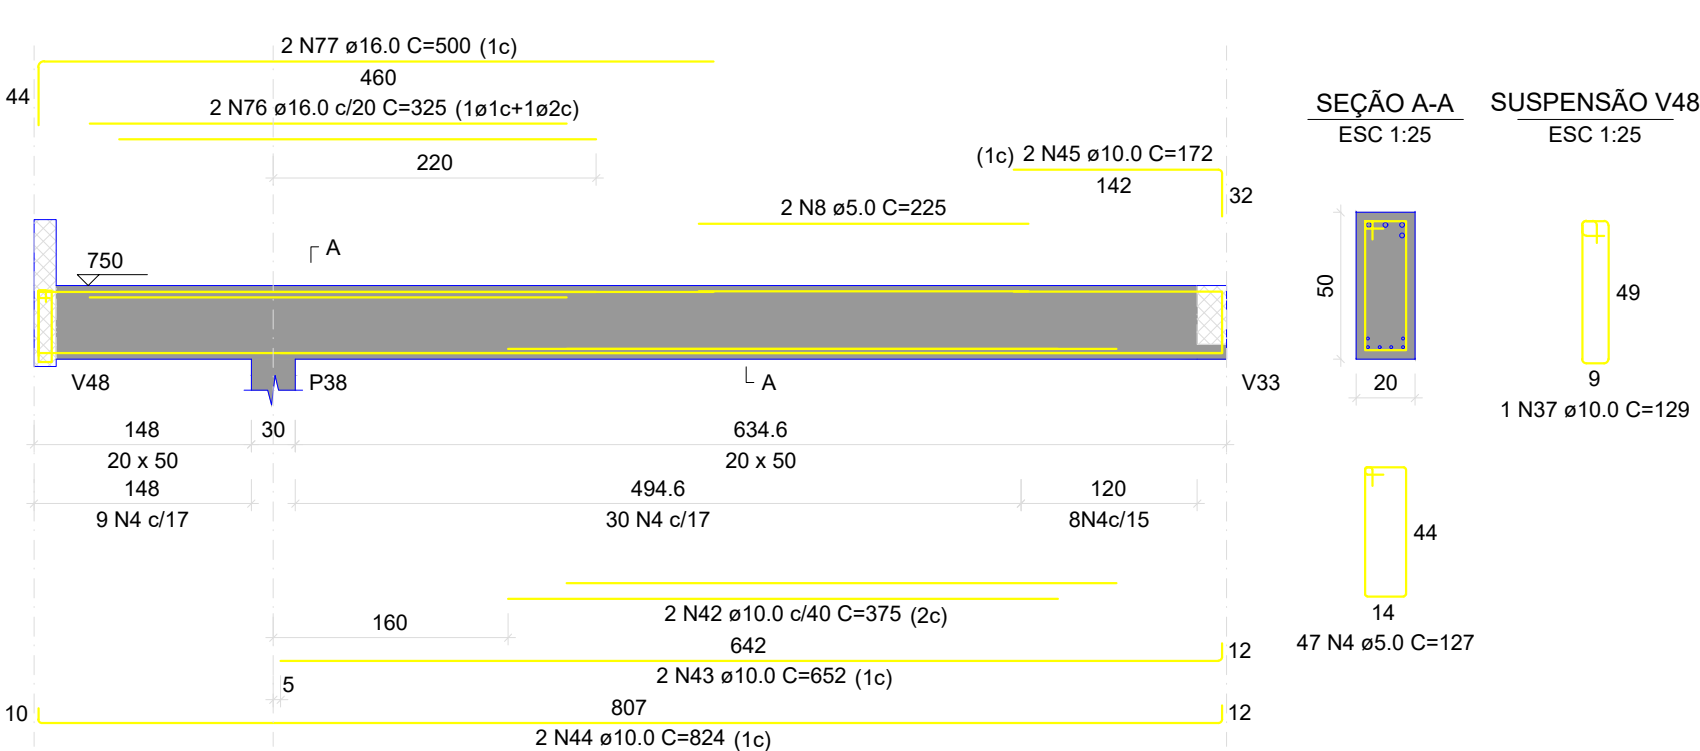 2 N77 ø16.0 C=500 (1c)
44
460
2 N76 ø16.0 c/20 C=325 (1ø1c+1ø2c)
220
(1c) 2 N45 ø10.0 C=172
142
32
2 N8 ø5.0 C=225
A
750
V48
P38
A
V33
148
30
634.6
20 x 50
20 x 50
148
494.6
120
9 N4 c/17
30 N4 c/17
8N4c/15
2 N42 ø10.0 c/40 C=375 (2c)
160
642
12
2 N43 ø10.0 C=652 (1c)
5
10
807
12
2 N44 ø10.0 C=824 (1c)
SEÇÃO A-A
ESC 1:25
50
20
SUSPENSÃO V48
ESC 1:25
49
9
1 N37 ø10.0 C=129
44
14
47 N4 ø5.0 C=127